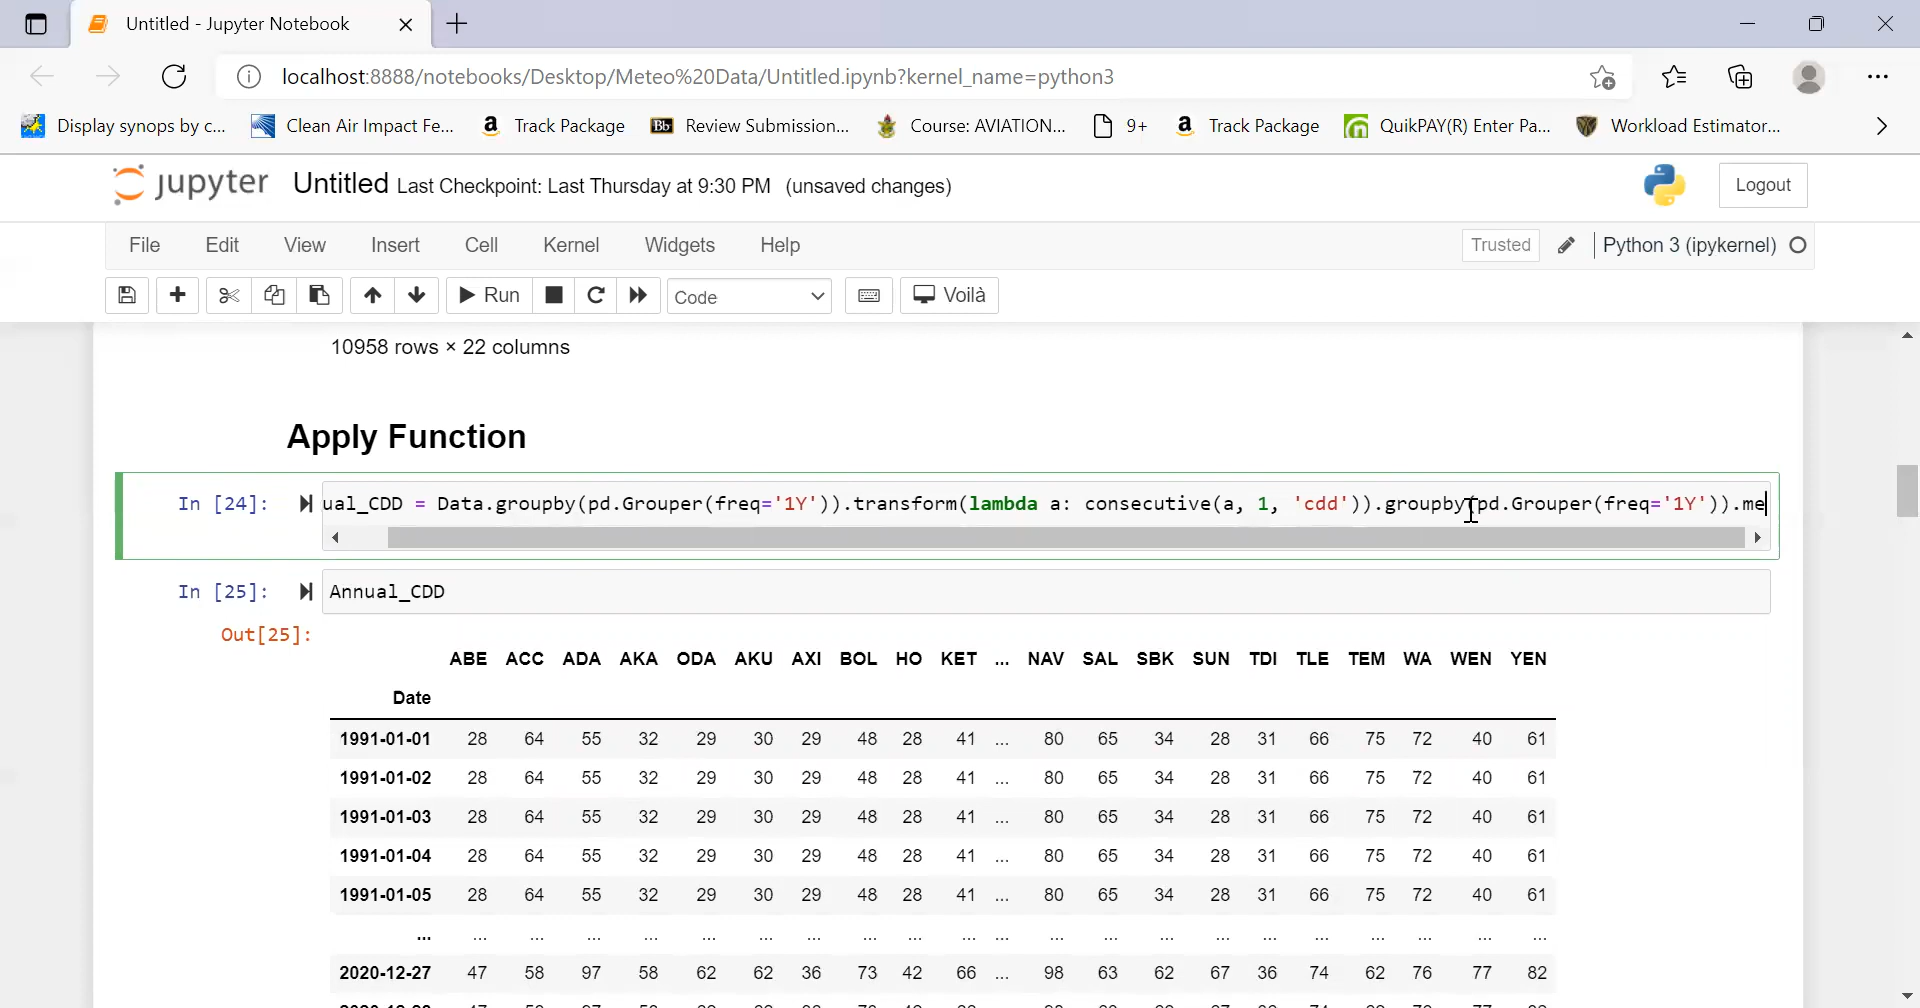 Untitled - Jupyter Notebook
localhost:8888/notebooks/Desktop/Meteo%20Data/Untitled.ipynb?kernel_name=python3
Display synops by c... Clean Air Impact Fe... Track Package Bb Review Submission... Course: AVIATION... 9+ Track Package QuikPAY(R) Enter Pa... Workload Estimator...
jupyter Untitled Last Checkpoint: Last Thursday at 9:30 PM (unsaved changes) Logout
File Edit View Insert Cell Kernel Widgets Help Trusted Python 3 (ipykernel)
Run Code Voilà
10958 rows × 22 columns
Apply Function
In [24]: ual_CDD = Data.groupby(pd.Grouper(freq='1Y')).transform(lambda a: consecutive(a, 1, 'cdd')).groupby(pd.Grouper(freq='1Y')).me
In [25]: Annual_CDD
Out[25]:
ABE ACC ADA AKA ODA AKU AXI BOL HO KET ... NAV SAL SBK SUN TDI TLE TEM WA WEN YEN
Date
1991-01-01 28 64 55 32 29 30 29 48 28 41 ... 80 65 34 28 31 66 75 72 40 61
1991-01-02 28 64 55 32 29 30 29 48 28 41 ... 80 65 34 28 31 66 75 72 40 61
1991-01-03 28 64 55 32 29 30 29 48 28 41 ... 80 65 34 28 31 66 75 72 40 61
1991-01-04 28 64 55 32 29 30 29 48 28 41 ... 80 65 34 28 31 66 75 72 40 61
1991-01-05 28 64 55 32 29 30 29 48 28 41 ... 80 65 34 28 31 66 75 72 40 61
... ... ... ... ... ... ... ... ... ... ... ... ... ... ... ... ... ... ... ... ... ...
2020-12-27 47 58 97 58 62 62 36 73 42 66 ... 98 63 62 67 36 74 62 76 77 82